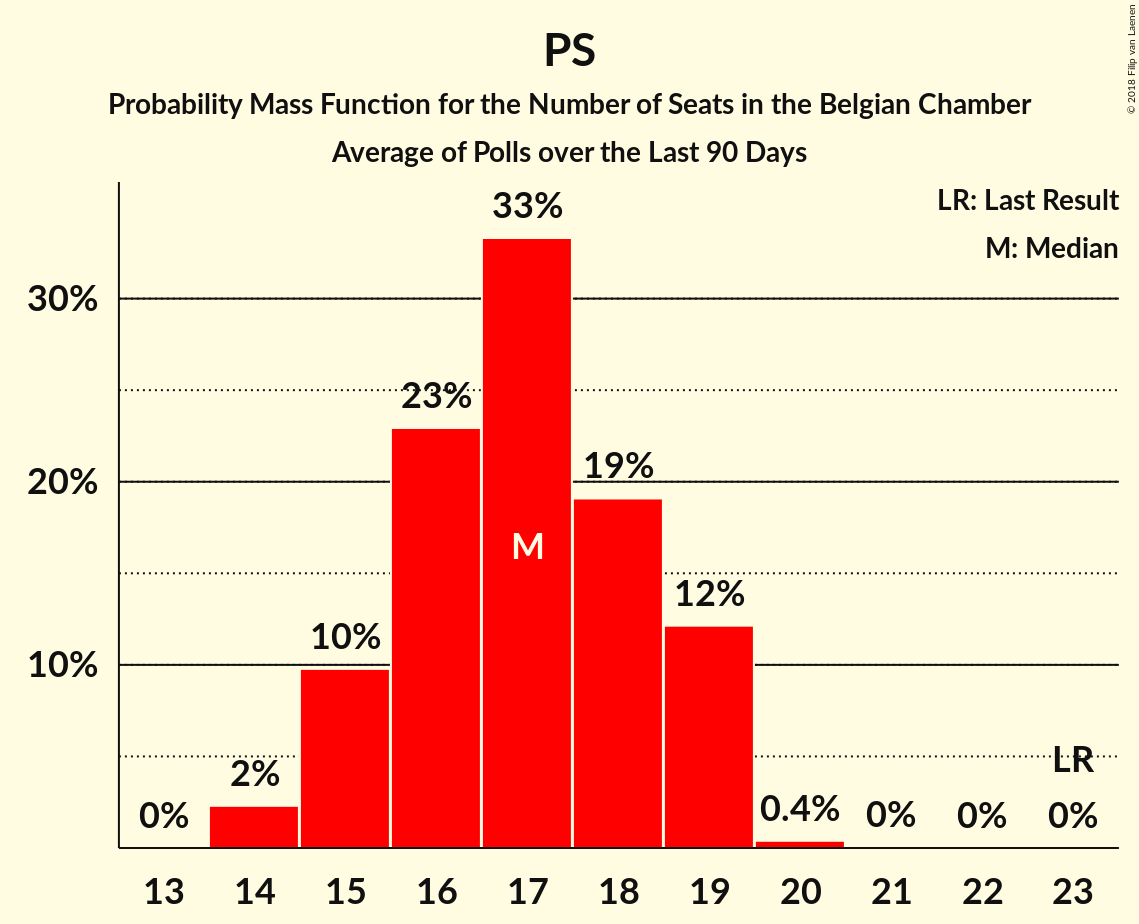 PS
Probability Mass Function for the Number of Seats in the Belgian Chamber
Average of Polls over the Last 90 Days
© 2018 Filip van Laenen
LR: Last Result
M: Median
33%
30%
23%
20%
19%
M
12%
10%
10%
LR
2%
0%
0.4%
0%
0%
0%
13 14 15 16 17 18 19 20 21 22 23